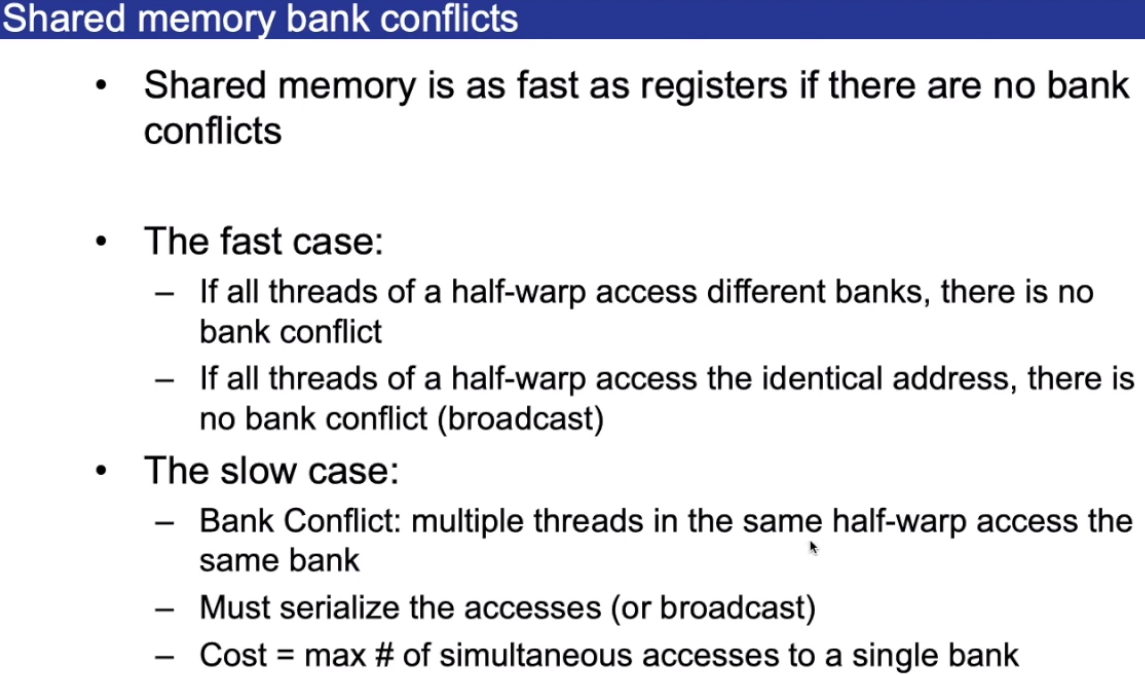 Shared memory bank conflicts
• Shared memory is as fast as registers if there are no bank
conflicts
• The fast case:
– If all threads of a half-warp access different banks, there is no
bank conflict
– If all threads of a half-warp access the identical address, there is
no bank conflict (broadcast)
• The slow case:
– Bank Conflict: multiple threads in the same half-warp access the
same bank
– Must serialize the accesses (or broadcast)
– Cost = max # of simultaneous accesses to a single bank